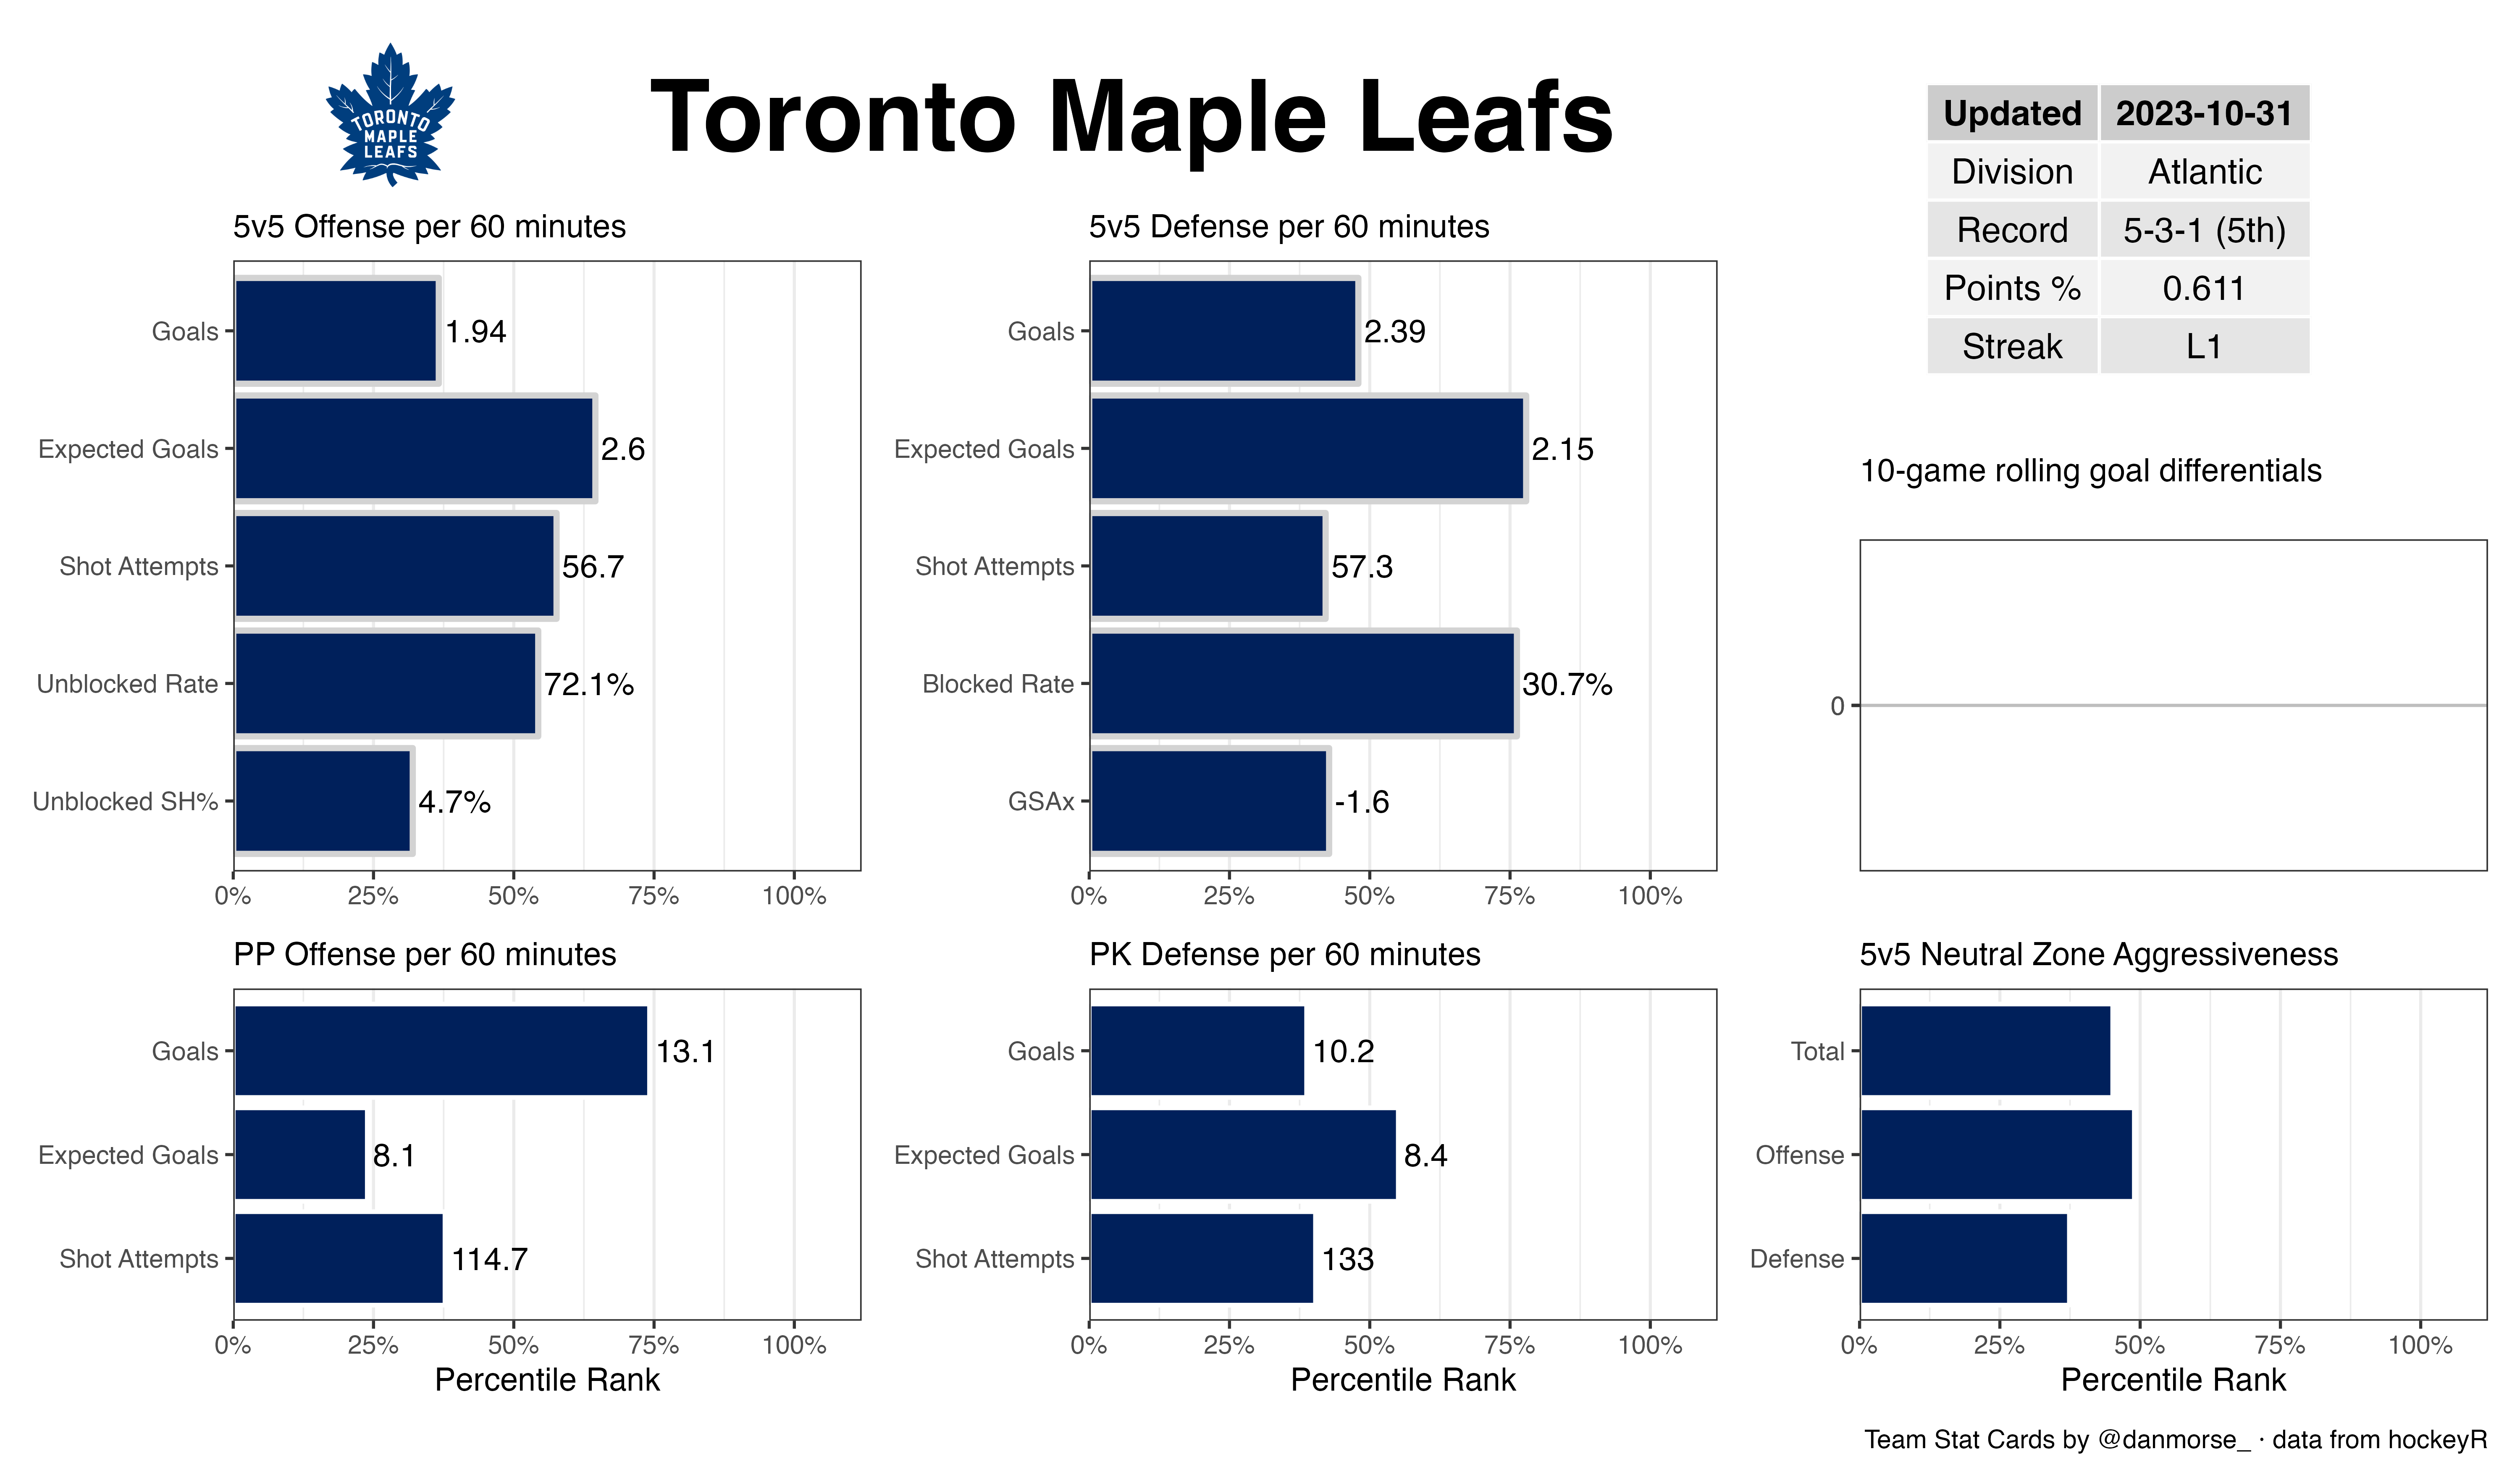 TORONTO
MAPLE
LEAFS
Toronto Maple Leafs
Updated 2023-10-31
Division Atlantic
Record 5-3-1 (5th)
Points % 0.611
Streak L1
5v5 Offense per 60 minutes
Goals 1.94
Expected Goals 2.6
Shot Attempts 56.7
Unblocked Rate 72.1%
Unblocked SH% 4.7%
0% 25% 50% 75% 100%
5v5 Defense per 60 minutes
Goals 2.39
Expected Goals 2.15
Shot Attempts 57.3
Blocked Rate 30.7%
GSAx -1.6
0% 25% 50% 75% 100%
10-game rolling goal differentials
0
PP Offense per 60 minutes
Goals 13.1
Expected Goals 8.1
Shot Attempts 114.7
0% 25% 50% 75% 100%
Percentile Rank
PK Defense per 60 minutes
Goals 10.2
Expected Goals 8.4
Shot Attempts 133
0% 25% 50% 75% 100%
Percentile Rank
5v5 Neutral Zone Aggressiveness
Total
Offense
Defense
0% 25% 50% 75% 100%
Percentile Rank
Team Stat Cards by @danmorse_ · data from hockeyR